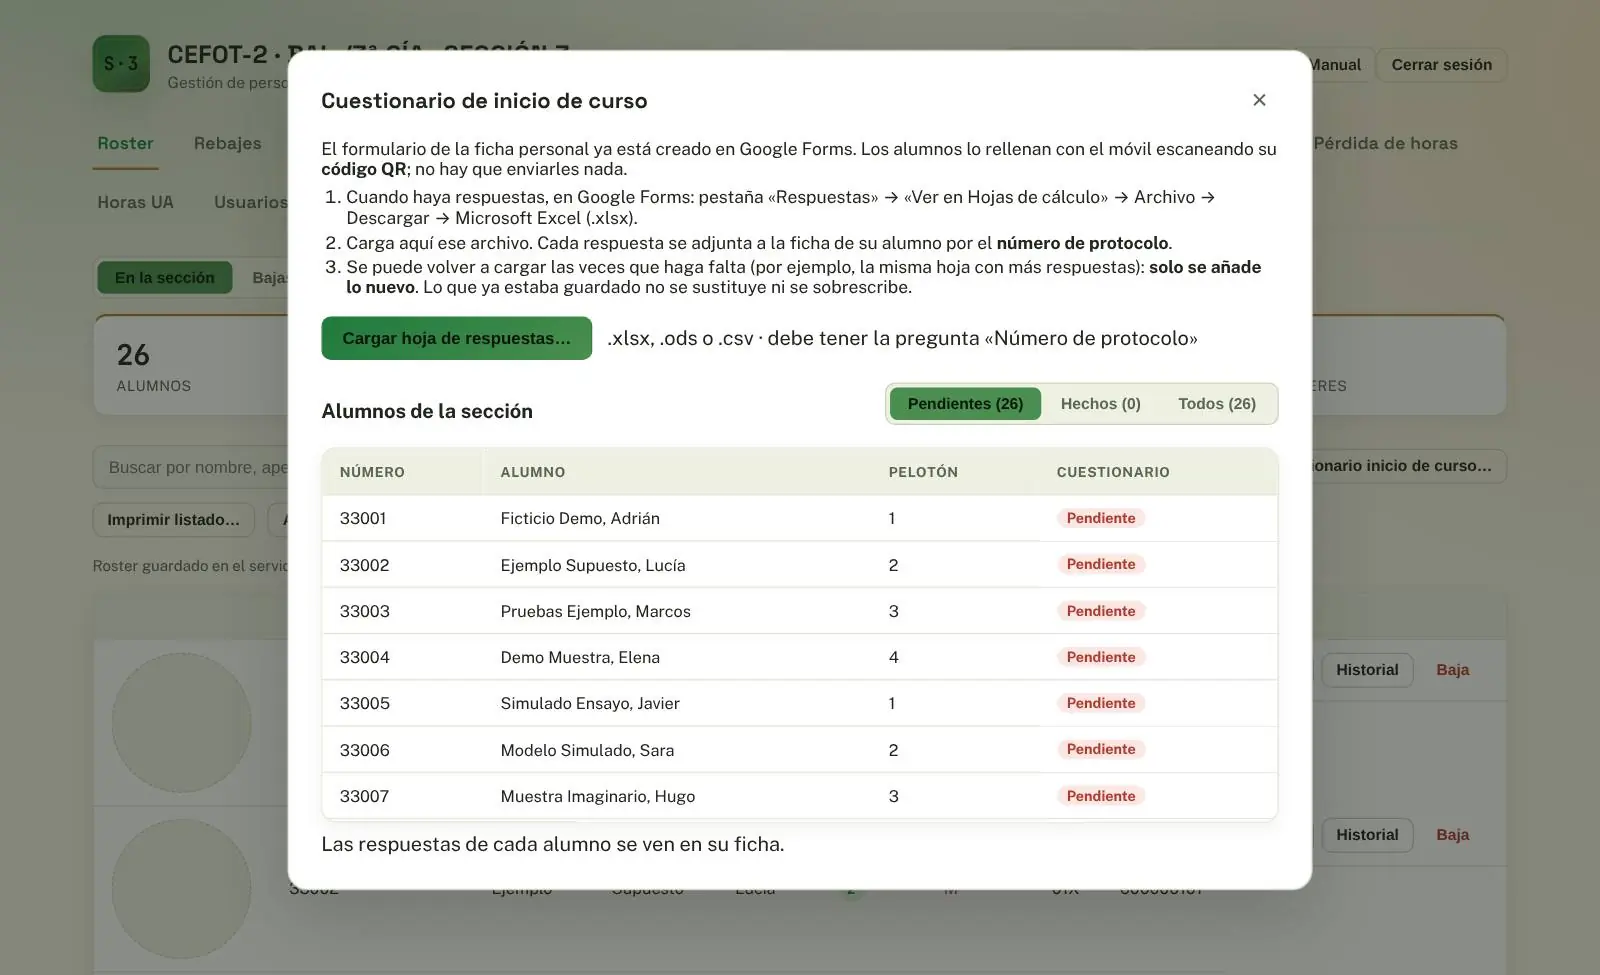 S · 3
CEFOT-2 ·
Gestión de perso
Manual
Cerrar sesión
Roster
Rebajes
Pérdida de horas
Horas UA
Usuarios
En la sección
Bajas
26
ALUMNOS
Buscar por nombre, ape
Imprimir listado...
Roster guardado en el servi
Cuestionario de inicio de curso
×
El formulario de la ficha personal ya está creado en Google Forms. Los alumnos lo rellenan con el móvil escaneando su
código QR; no hay que enviarles nada.
1. Cuando haya respuestas, en Google Forms: pestaña «Respuestas» → «Ver en Hojas de cálculo» → Archivo →
Descargar → Microsoft Excel (.xlsx).
2. Carga aquí ese archivo. Cada respuesta se adjunta a la ficha de su alumno por el número de protocolo.
3. Se puede volver a cargar las veces que haga falta (por ejemplo, la misma hoja con más respuestas): solo se añade
lo nuevo. Lo que ya estaba guardado no se sustituye ni se sobrescribe.
Cargar hoja de respuestas...
.xlsx, .ods o .csv · debe tener la pregunta «Número de protocolo»
Alumnos de la sección
Pendientes (26)
Hechos (0)
Todos (26)
NÚMERO ALUMNO PELOTÓN CUESTIONARIO
33001 Ficticio Demo, Adrián 1 Pendiente
33002 Ejemplo Supuesto, Lucía 2 Pendiente
33003 Pruebas Ejemplo, Marcos 3 Pendiente
33004 Demo Muestra, Elena 4 Pendiente
33005 Simulado Ensayo, Javier 1 Pendiente
33006 Modelo Simulado, Sara 2 Pendiente
33007 Muestra Imaginario, Hugo 3 Pendiente
Las respuestas de cada alumno se ven en su ficha.
ERES
onario inicio de curso...
Historial
Baja
Historial
Baja
33002 Ejemplo Supuesto Lucía 2 M